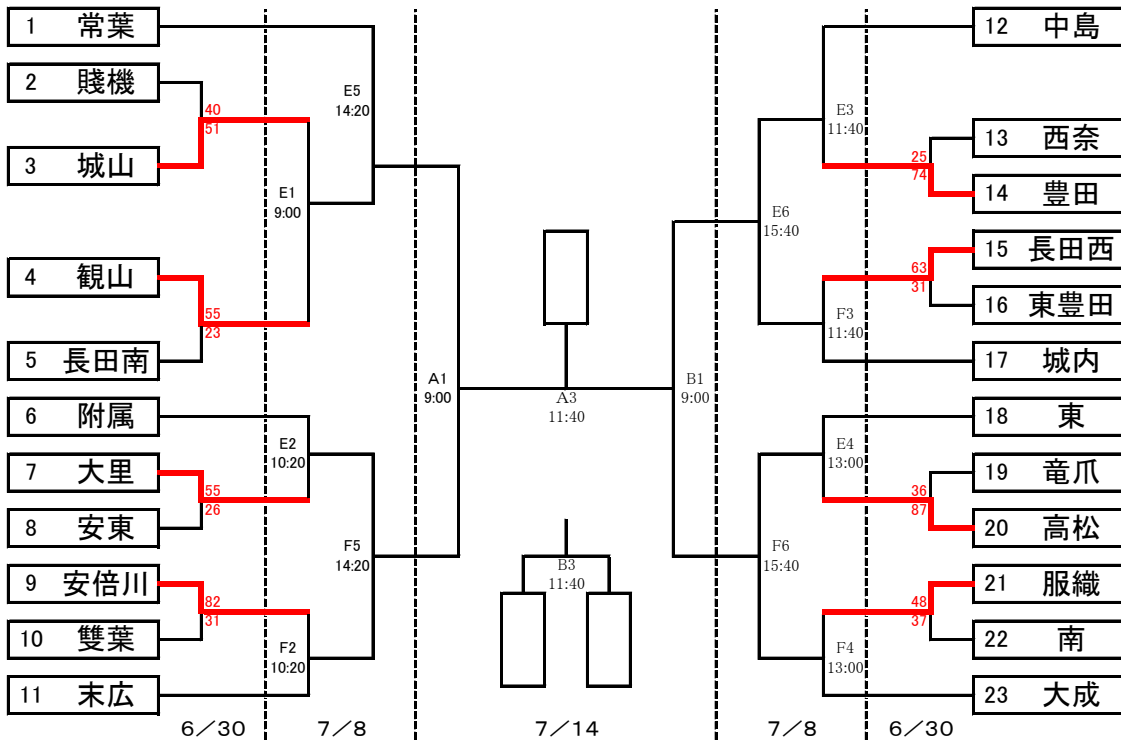 1 常葉
2 賤機
3 城山
4 観山
5 長田南
6 附属
7 大里
8 安東
9 安倍川
10 雙葉
11 末広
40
51
55
23
55
26
82
31
E1
9:00
E2
10:20
F2
10:20
E5
14:20
F5
14:20
A1
9:00
A3
11:40
B3
11:40
B1
9:00
E6
15:40
F6
15:40
E3
11:40
F3
11:40
E4
13:00
F4
13:00
25
74
63
31
36
87
48
37
12 中島
13 西奈
14 豊田
15 長田西
16 東豊田
17 城内
18 東
19 竜爪
20 高松
21 服織
22 南
23 大成
6／30 7／8 7／14 7／8 6／30